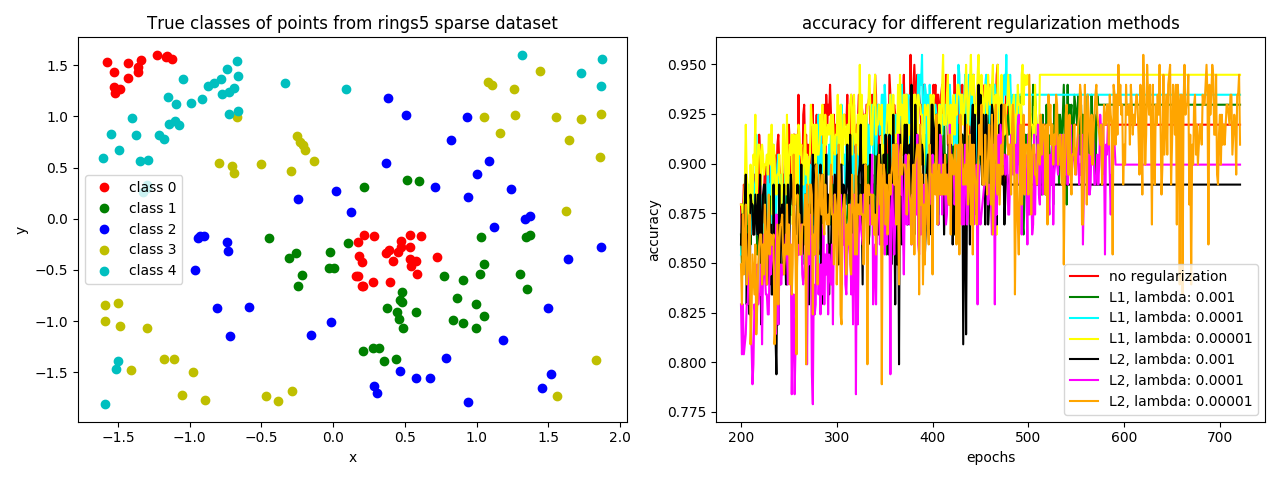 True classes of points from rings5 sparse dataset
1.5
1.0
0.5
0.0
−0.5
−1.0
−1.5
y
class 0
class 1
class 2
class 3
class 4
−1.5 −1.0 −0.5 0.0 0.5 1.0 1.5 2.0
x
accuracy for different regularization methods
0.950
0.925
0.900
0.875
0.850
0.825
0.800
0.775
accuracy
no regularization
L1, lambda: 0.001
L1, lambda: 0.0001
L1, lambda: 0.00001
L2, lambda: 0.001
L2, lambda: 0.0001
L2, lambda: 0.00001
200 300 400 500 600 700
epochs